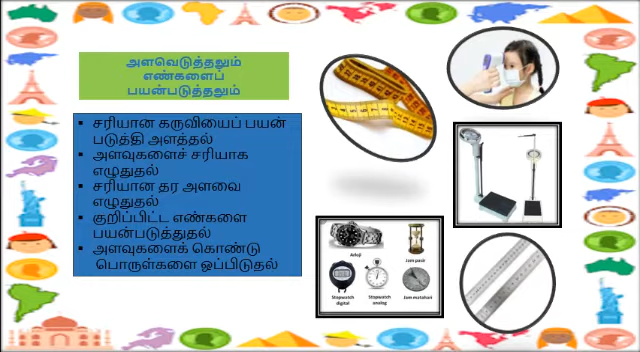 அளவெடுத்தலும்
எண்களைப்
பயன்படுத்தலும்
▪ சரியான கருவியைப் பயன்
படுத்தி அளத்தல்
▪ அளவுகளைச் சரியாக
எழுதுதல்
▪ சரியான தர அளவை
எழுதுதல்
▪ குறிப்பிட்ட எண்களை
பயன்படுத்துதல்
▪ அளவுகளைக் கொண்டு
பொருள்களை ஒப்பிடுதல்
Jam pasir
Stopwatch
digital
Stopwatch
analog
Jam matahari